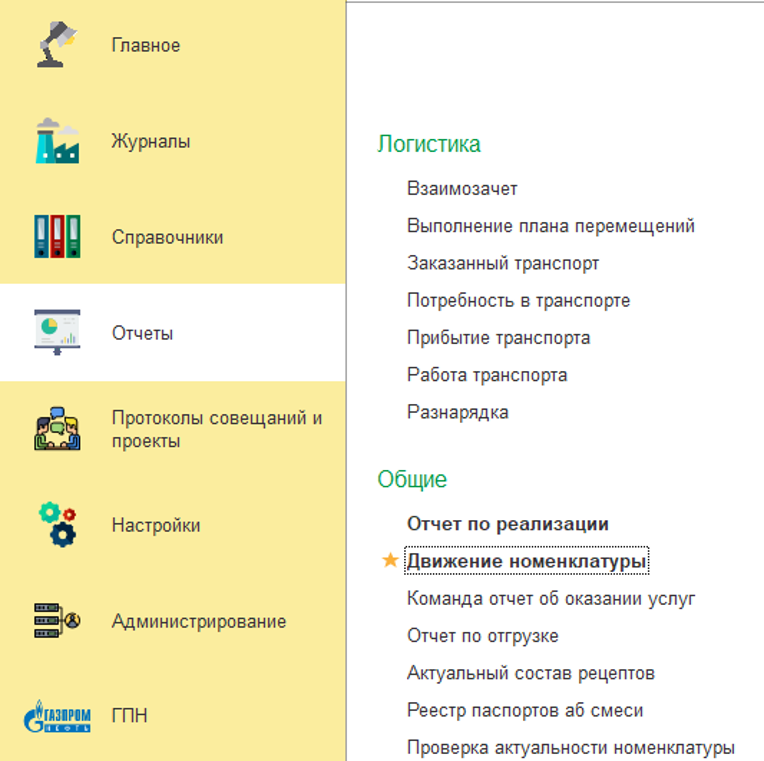 Главное
Журналы
Справочники
Отчеты
Протоколы совещаний и
проекты
Настройки
Администрирование
ГАЗПРОМ
НЕФТЬ
ГПН
Логистика
Взаимозачет
Выполнение плана перемещений
Заказанный транспорт
Потребность в транспорте
Прибытие транспорта
Работа транспорта
Разнарядка
Общие
Отчет по реализации
Движение номенклатуры
Команда отчет об оказании услуг
Отчет по отгрузке
Актуальный состав рецептов
Реестр паспортов аб смеси
Проверка актуальности номенклатуры